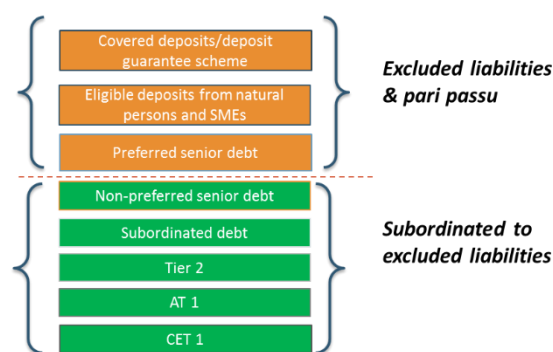 Covered deposits/deposit
guarantee scheme
Eligible deposits from natural
persons and SMEs
Preferred senior debt
Excluded liabilities
& pari passu
Non-preferred senior debt
Subordinated debt
Tier 2
AT 1
CET 1
Subordinated to
excluded liabilities